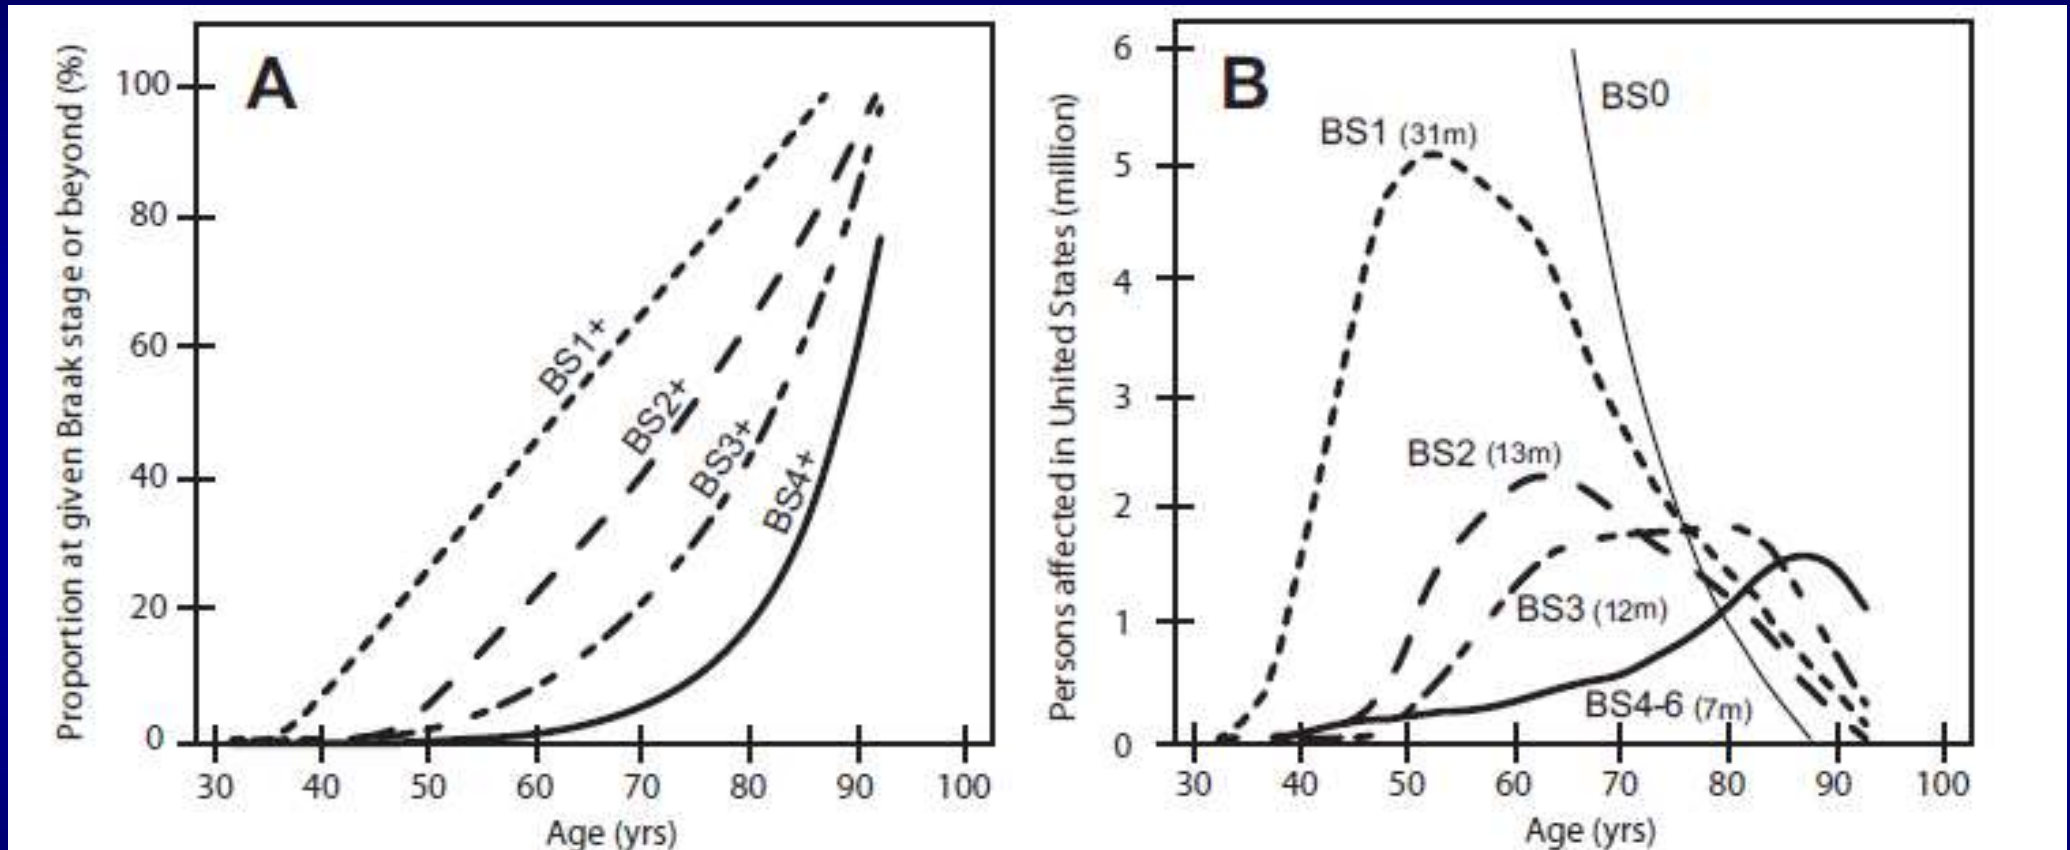 A
Proportion at given Braak stage or beyond (%)
100
80
60
40
20
0
BS1+
BS2+
BS3+
BS4+
30 40 50 60 70 80 90 100
Age (yrs)
B
Persons affected in United States (million)
6
5
4
3
2
1
0
BS0
BS1 (31m)
BS2 (13m)
BS3 (12m)
BS4-6 (7m)
30 40 50 60 70 80 90 100
Age (yrs)